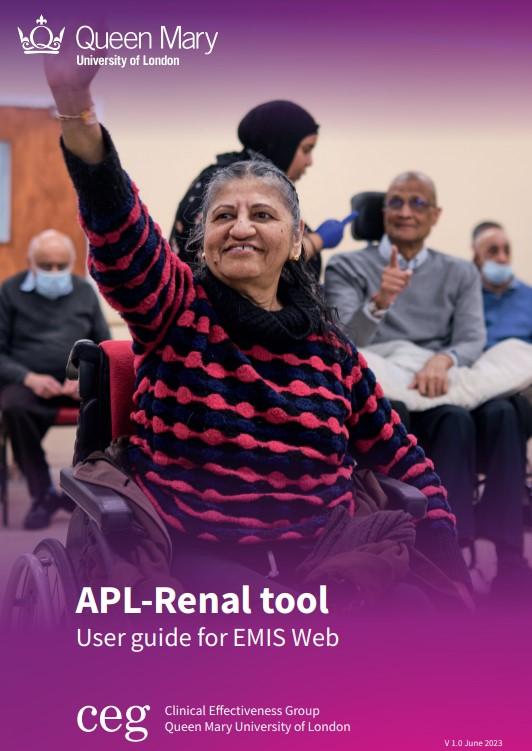 Queen Mary
University of London
APL-Renal tool
User guide for EMIS Web
ceg
Clinical Effectiveness Group
Queen Mary University of London
V 1.0 June 2023